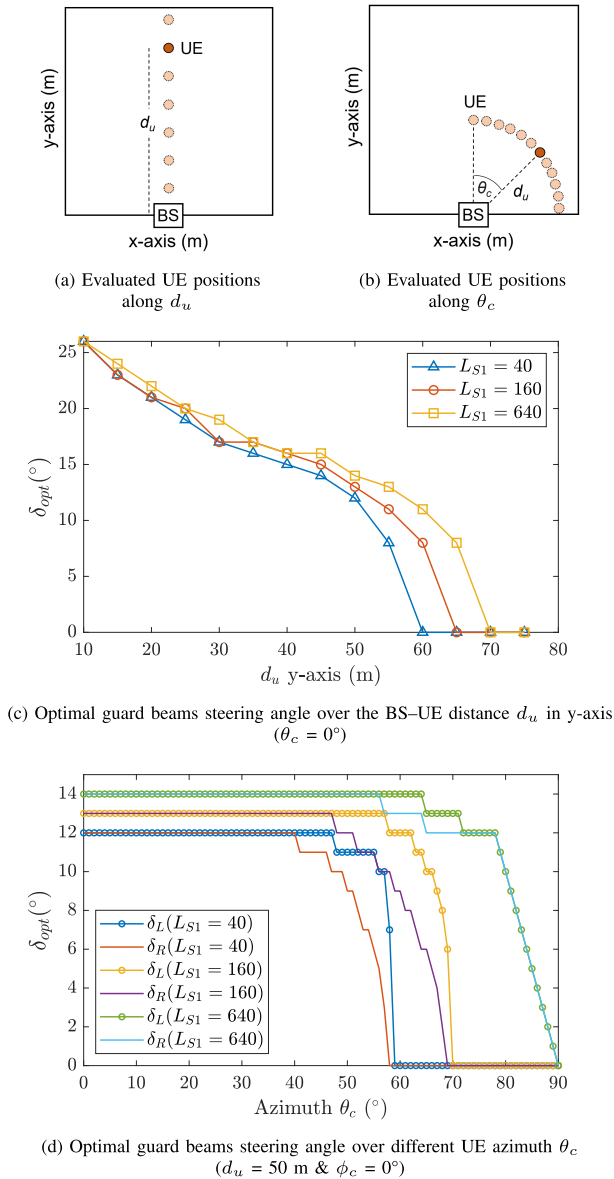 UE
d_u
y-axis (m)
BS
x-axis (m)
(a) Evaluated UE positions
along d_u
UE
y-axis (m)
θ_c
d_u
BS
x-axis (m)
(b) Evaluated UE positions
along θ_c
25
20
15
10
5
0
δ_opt(°)
L_S1 = 40
L_S1 = 160
L_S1 = 640
10 20 30 40 50 60 70 80
d_u y-axis (m)
(c) Optimal guard beams steering angle over the BS–UE distance d_u in y-axis
(θ_c = 0°)
14
12
10
8
6
4
2
0
δ_opt(°)
δ_L(L_S1 = 40)
δ_R(L_S1 = 40)
δ_L(L_S1 = 160)
δ_R(L_S1 = 160)
δ_L(L_S1 = 640)
δ_R(L_S1 = 640)
0 10 20 30 40 50 60 70 80 90
Azimuth θ_c (°)
(d) Optimal guard beams steering angle over different UE azimuth θ_c
(d_u = 50 m & ϕ_c = 0°)